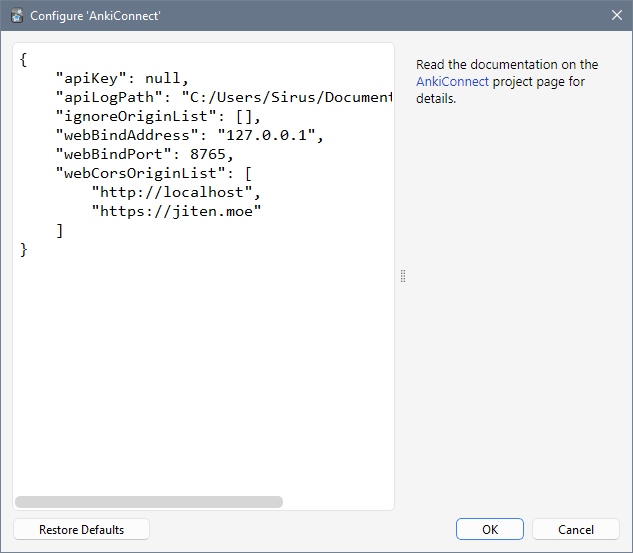 Configure 'AnkiConnect'
{
    "apiKey": null,
    "apiLogPath": "C:/Users/Sirus/Document
    "ignoreOriginList": [],
    "webBindAddress": "127.0.0.1",
    "webBindPort": 8765,
    "webCorsOriginList": [
        "http://localhost",
        "https://jiten.moe"
    ]
}
Read the documentation on the
AnkiConnect project page for
details.
Restore Defaults
OK
Cancel